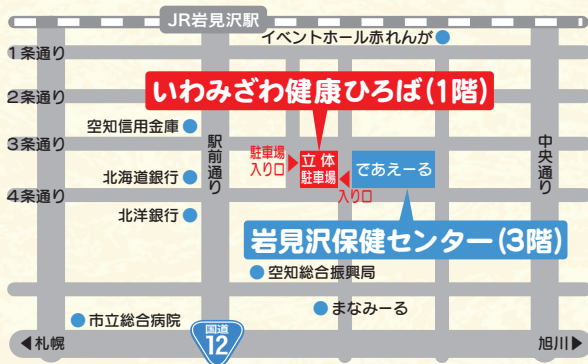 JR岩見沢駅
イベントホール赤れんが
1条通り
2条通り
いわみざわ健康ひろば(1階)
空知信用金庫
3条通り
駅前通り
駐車場
入り口
立体
駐車場
であえーる
中央通り
北海道銀行
4条通り
入り口
北洋銀行
岩見沢保健センター(3階)
空知総合振興局
まなみーる
市立総合病院
国道
12
札幌
旭川